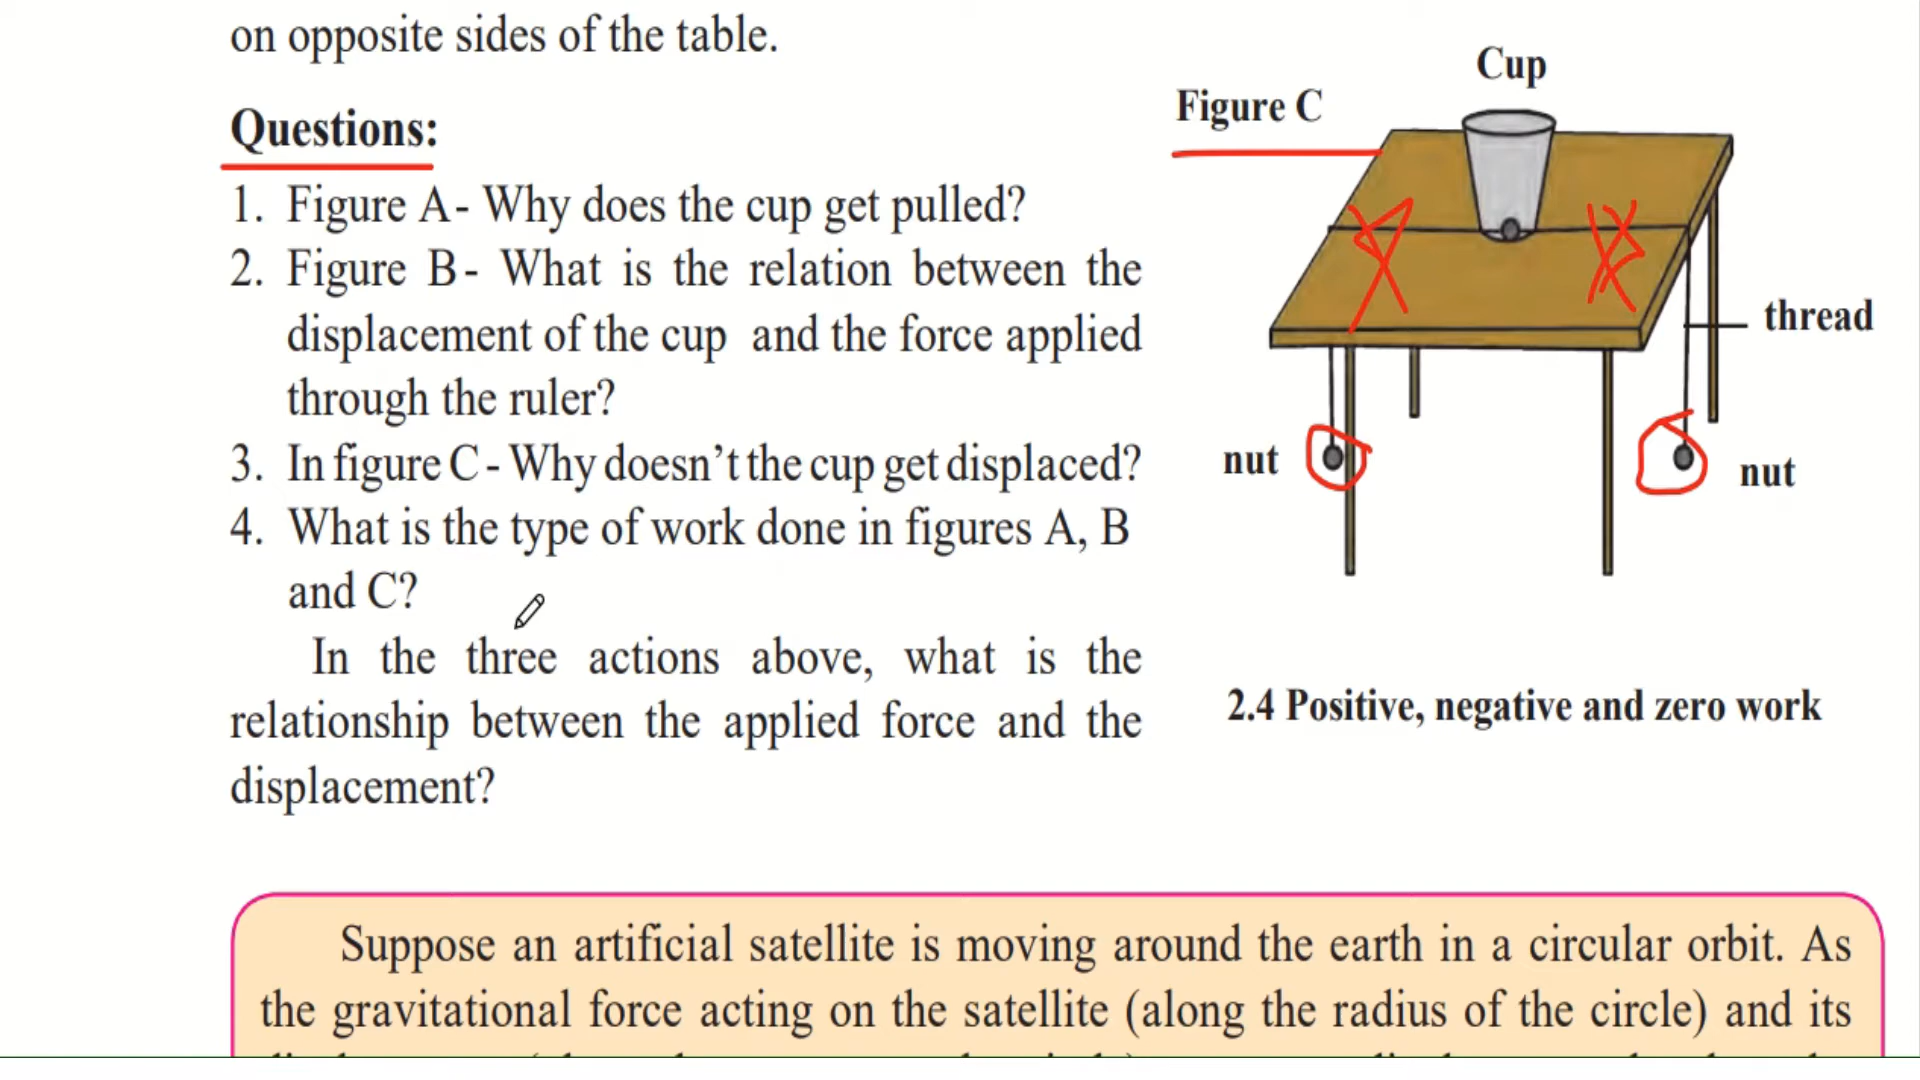 on opposite sides of the table.
Questions:
1. Figure A- Why does the cup get pulled?
2. Figure B- What is the relation between the
displacement of the cup and the force applied
through the ruler?
3. In figure C - Why doesn't the cup get displaced?
4. What is the type of work done in figures A, B
and C?
In the three actions above, what is the
relationship between the applied force and the
displacement?
Cup
Figure C
thread
nut
nut
2.4 Positive, negative and zero work
Suppose an artificial satellite is moving around the earth in a circular orbit. As
the gravitational force acting on the satellite (along the radius of the circle) and its